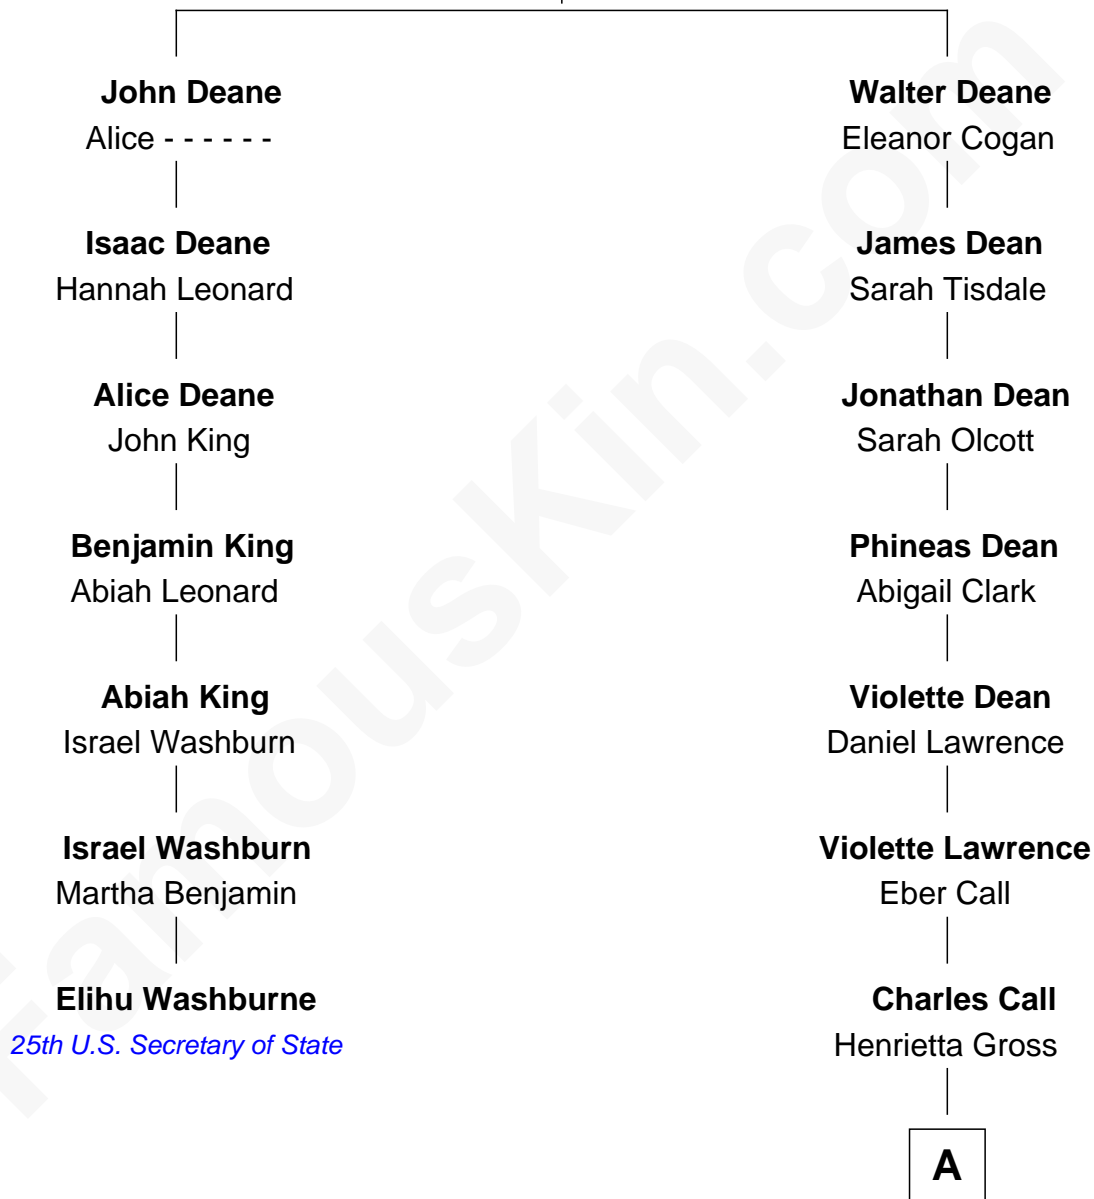 John Deane
Alice - - - - - -
Isaac Deane
Hannah Leonard
Alice Deane
John King
Benjamin King
Abiah Leonard
Abiah King
Israel Washburn
Israel Washburn
Martha Benjamin
Elihu Washburne
25th U.S. Secretary of State
Walter Deane
Eleanor Cogan
James Dean
Sarah Tisdale
Jonathan Dean
Sarah Olcott
Phineas Dean
Abigail Clark
Violette Dean
Daniel Lawrence
Violette Lawrence
Eber Call
Charles Call
Henrietta Gross
A
FamousKin.com